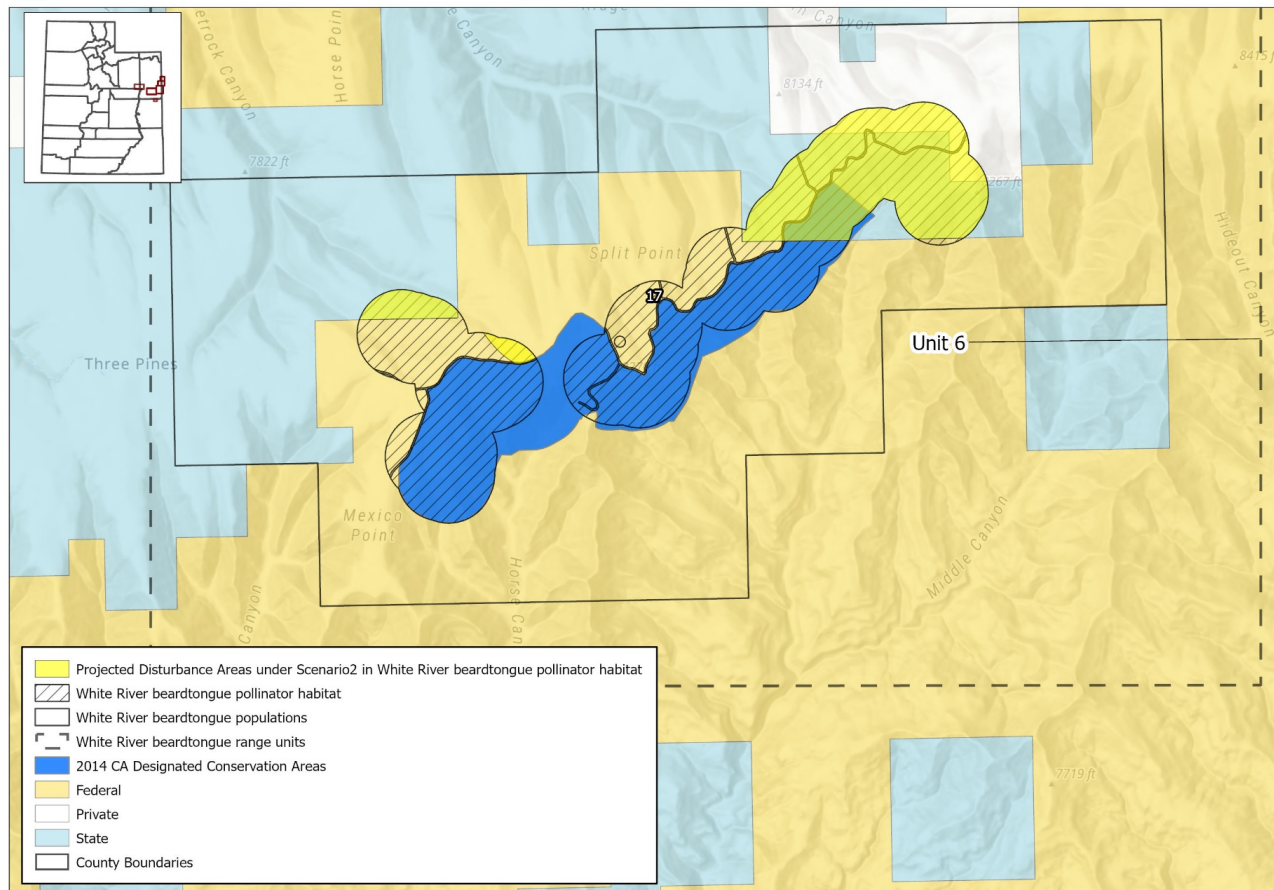 Horse Point
Canyon
8415 ft
8134 ft
7822 ft
267 ft
Split Point
Hideout Canyon
17
Unit 6
Three Pines
Mexico
Point
Middle Canyon
Canyon
Projected Disturbance Areas under Scenario2 in White River beardtongue pollinator habitat
White River beardtongue pollinator habitat
White River beardtongue populations
White River beardtongue range units
2014 CA Designated Conservation Areas
Federal
Private
State
County Boundaries
7719 ft